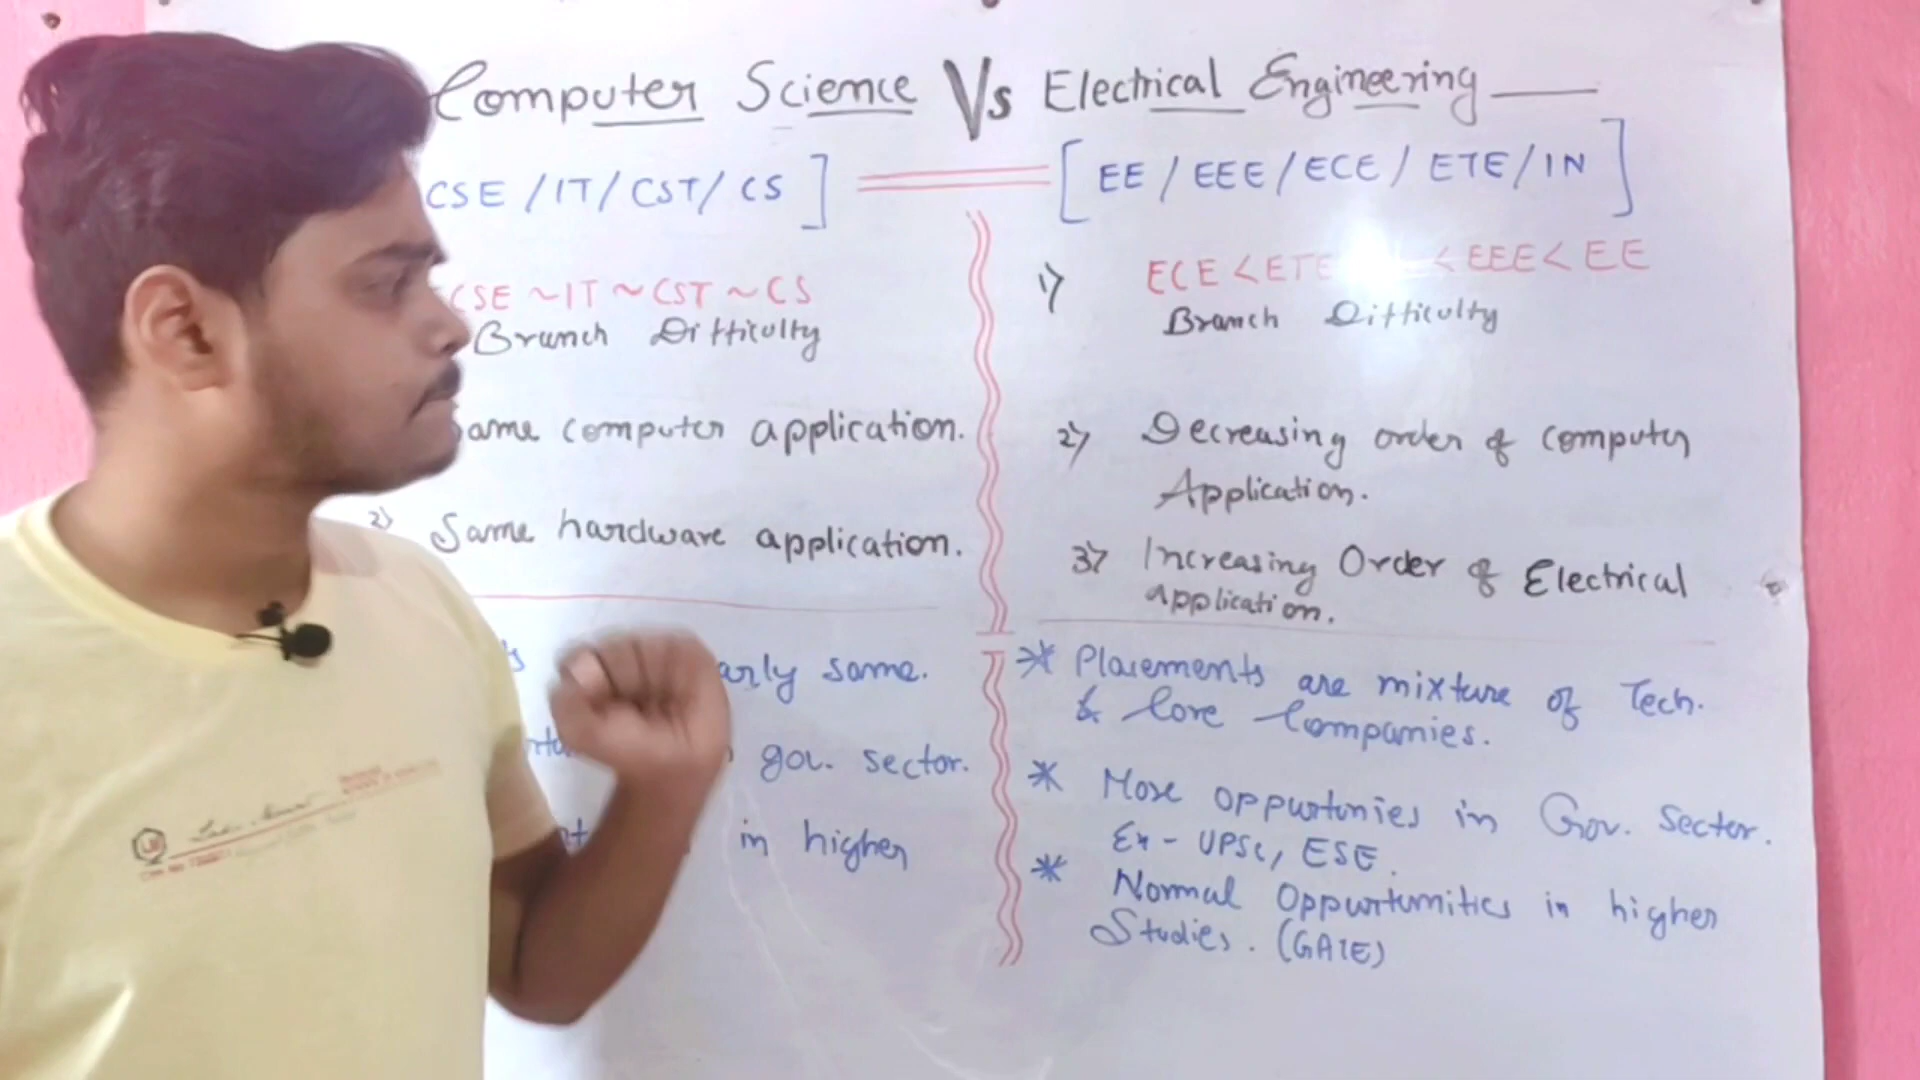 Computer Science Vs Electrical Engineering
CSE / IT / CST / CS ]
[ EE / EEE / ECE / ETE / IN ]
CSE ~ IT ~ CST ~ CS
Branch Difficulty
ame computer application.
2) Same hardware application.
arly same.
gov. sector.
in higher
1) ECE < ETE < EEE < EE
Branch Difficulty
2) Decreasing order of computer
Application.
3) Increasing Order of Electrical
application.
* Placements are mixture of Tech.
& Core Companies.
* More oppurtunies in Gov. Sector.
Ex - UPSC, ESE.
* Normal Oppurtunities in higher
Studies. (GATE)